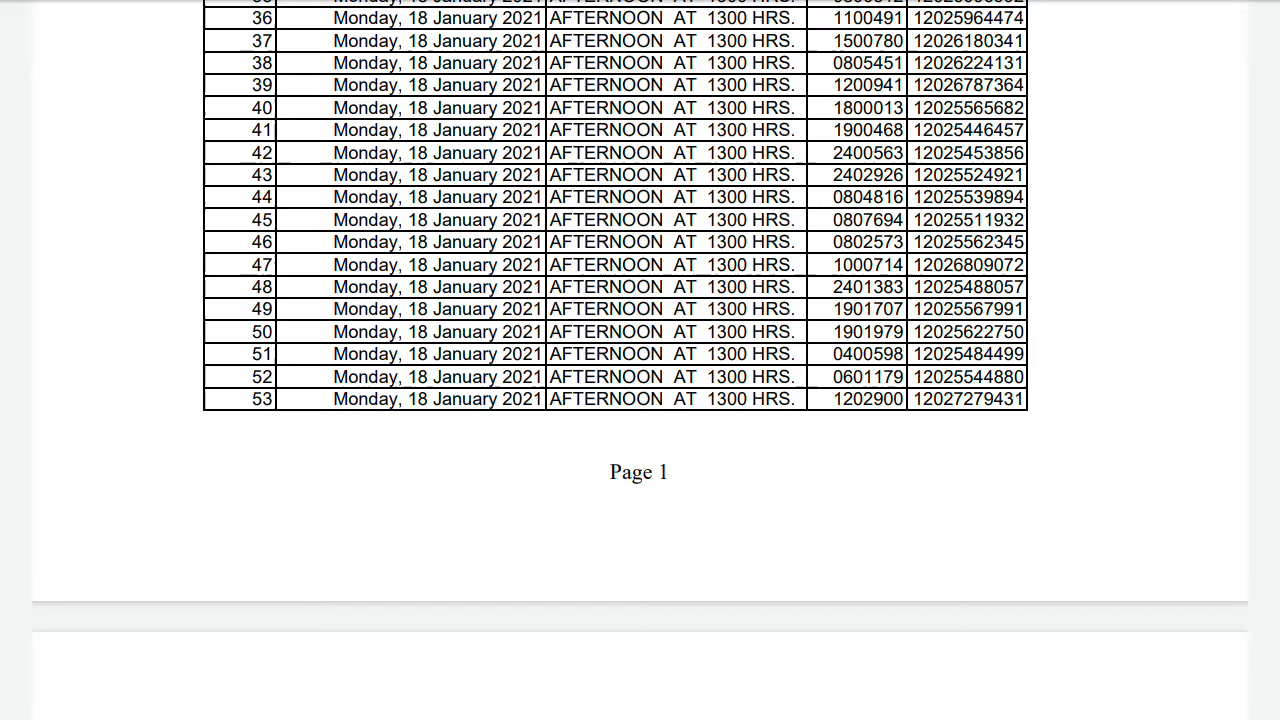 36 Monday, 18 January 2021 AFTERNOON AT 1300 HRS. 1100491 12025964474
37 Monday, 18 January 2021 AFTERNOON AT 1300 HRS. 1500780 12026180341
38 Monday, 18 January 2021 AFTERNOON AT 1300 HRS. 0805451 12026224131
39 Monday, 18 January 2021 AFTERNOON AT 1300 HRS. 1200941 12026787364
40 Monday, 18 January 2021 AFTERNOON AT 1300 HRS. 1800013 12025565682
41 Monday, 18 January 2021 AFTERNOON AT 1300 HRS. 1900468 12025446457
42 Monday, 18 January 2021 AFTERNOON AT 1300 HRS. 2400563 12025453856
43 Monday, 18 January 2021 AFTERNOON AT 1300 HRS. 2402926 12025524921
44 Monday, 18 January 2021 AFTERNOON AT 1300 HRS. 0804816 12025539894
45 Monday, 18 January 2021 AFTERNOON AT 1300 HRS. 0807694 12025511932
46 Monday, 18 January 2021 AFTERNOON AT 1300 HRS. 0802573 12025562345
47 Monday, 18 January 2021 AFTERNOON AT 1300 HRS. 1000714 12026809072
48 Monday, 18 January 2021 AFTERNOON AT 1300 HRS. 2401383 12025488057
49 Monday, 18 January 2021 AFTERNOON AT 1300 HRS. 1901707 12025567991
50 Monday, 18 January 2021 AFTERNOON AT 1300 HRS. 1901979 12025622750
51 Monday, 18 January 2021 AFTERNOON AT 1300 HRS. 0400598 12025484499
52 Monday, 18 January 2021 AFTERNOON AT 1300 HRS. 0601179 12025544880
53 Monday, 18 January 2021 AFTERNOON AT 1300 HRS. 1202900 12027279431
Page 1